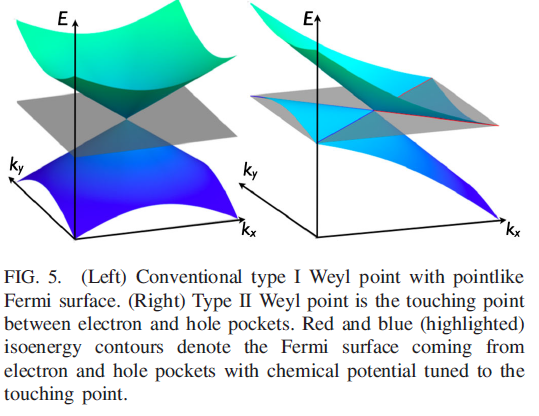 E
k_y
k_x
E
k_y
k_x
FIG. 5. (Left) Conventional type I Weyl point with pointlike
Fermi surface. (Right) Type II Weyl point is the touching point
between electron and hole pockets. Red and blue (highlighted)
isoenergy contours denote the Fermi surface coming from
electron and hole pockets with chemical potential tuned to the
touching point.